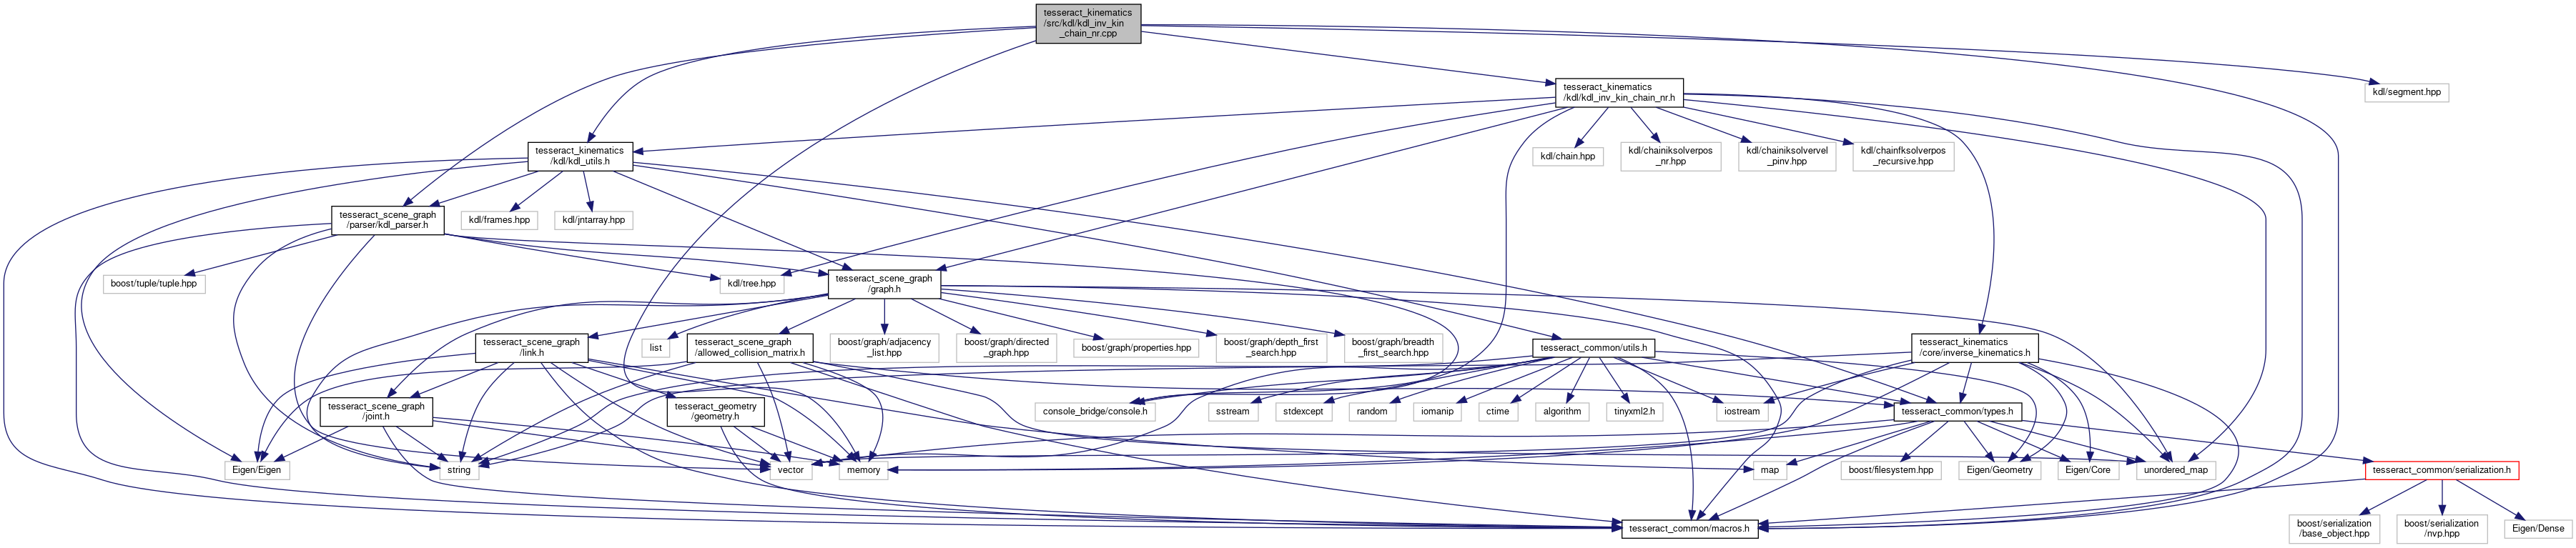 tesseract_kinematics
/src/kdl/kdl_inv_kin
_chain_nr.cpp
tesseract_kinematics
/kdl/kdl_inv_kin_chain_nr.h
kdl/segment.hpp
tesseract_kinematics
/kdl/kdl_utils.h
kdl/chain.hpp
kdl/chainiksolverpos
_nr.hpp
kdl/chainiksolvervel
_pinv.hpp
kdl/chainfksolverpos
_recursive.hpp
tesseract_scene_graph
/parser/kdl_parser.h
kdl/frames.hpp
kdl/jntarray.hpp
boost/tuple/tuple.hpp
kdl/tree.hpp
tesseract_scene_graph
/graph.h
tesseract_scene_graph
/link.h
list
tesseract_scene_graph
/allowed_collision_matrix.h
boost/graph/adjacency
_list.hpp
boost/graph/directed
_graph.hpp
boost/graph/properties.hpp
boost/graph/depth_first
_search.hpp
boost/graph/breadth
_first_search.hpp
tesseract_common/utils.h
tesseract_kinematics
/core/inverse_kinematics.h
tesseract_scene_graph
/joint.h
tesseract_geometry
/geometry.h
console_bridge/console.h
sstream
stdexcept
random
iomanip
ctime
algorithm
tinyxml2.h
iostream
tesseract_common/types.h
Eigen/Eigen
string
vector
memory
map
boost/filesystem.hpp
Eigen/Geometry
Eigen/Core
unordered_map
tesseract_common/serialization.h
tesseract_common/macros.h
boost/serialization
/base_object.hpp
boost/serialization
/nvp.hpp
Eigen/Dense